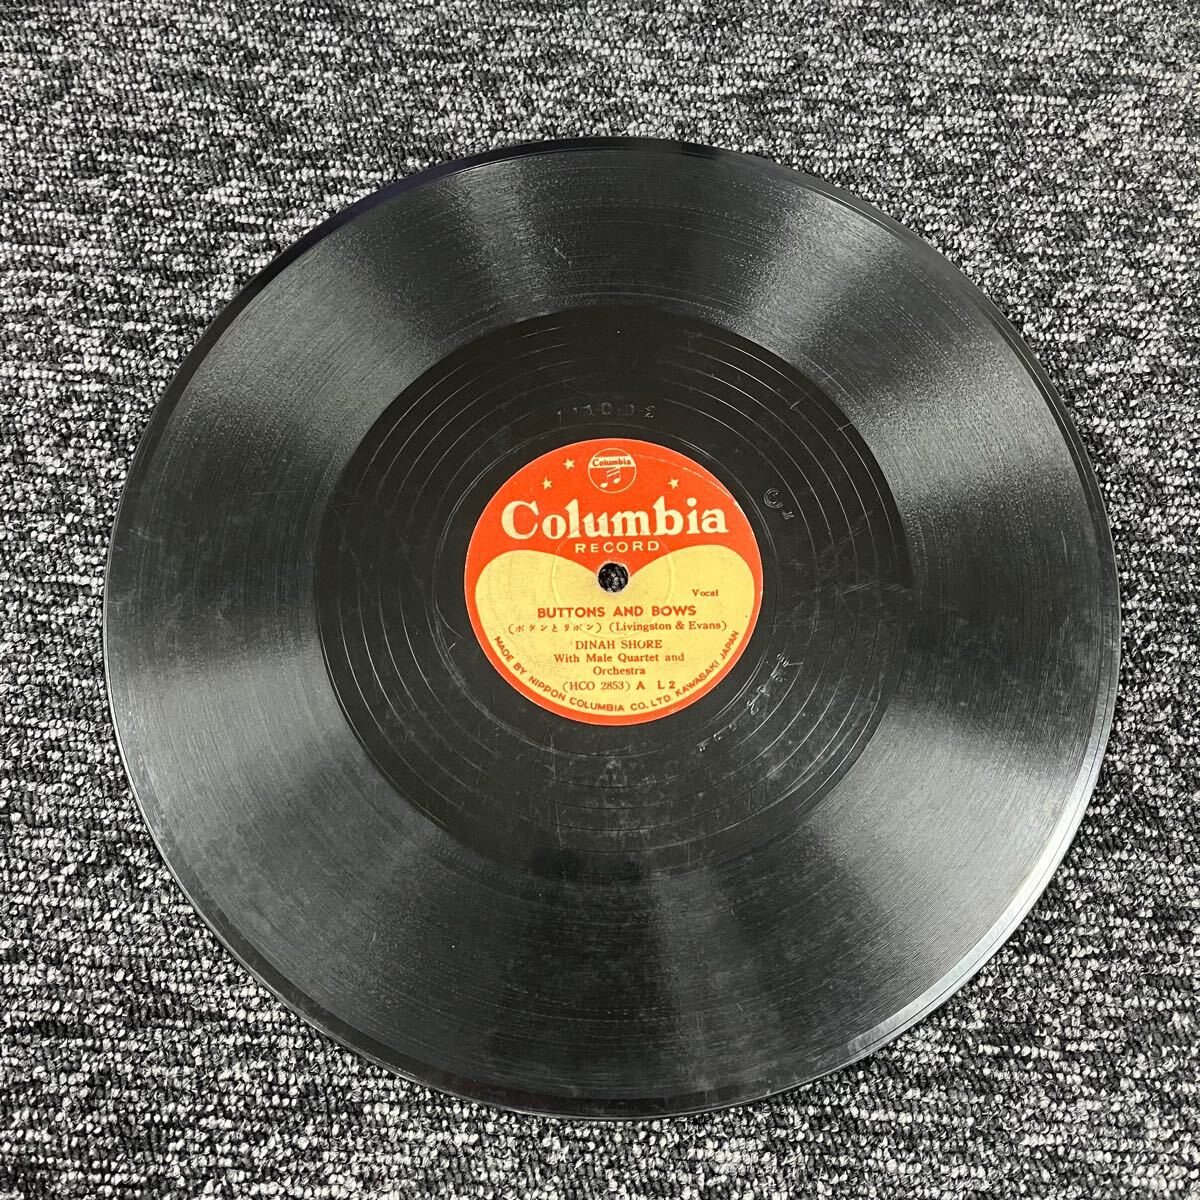 Columbia
Columbia
RECORD
Vocal
BUTTONS AND BOWS
(ボタンとリボン) (Livingston & Evans)
DINAH SHORE
With Male Quartet and
Orchestra
(HCO 2853) A L 2
MADE BY NIPPON COLUMBIA CO., LTD. KAWASAKI JAPAN